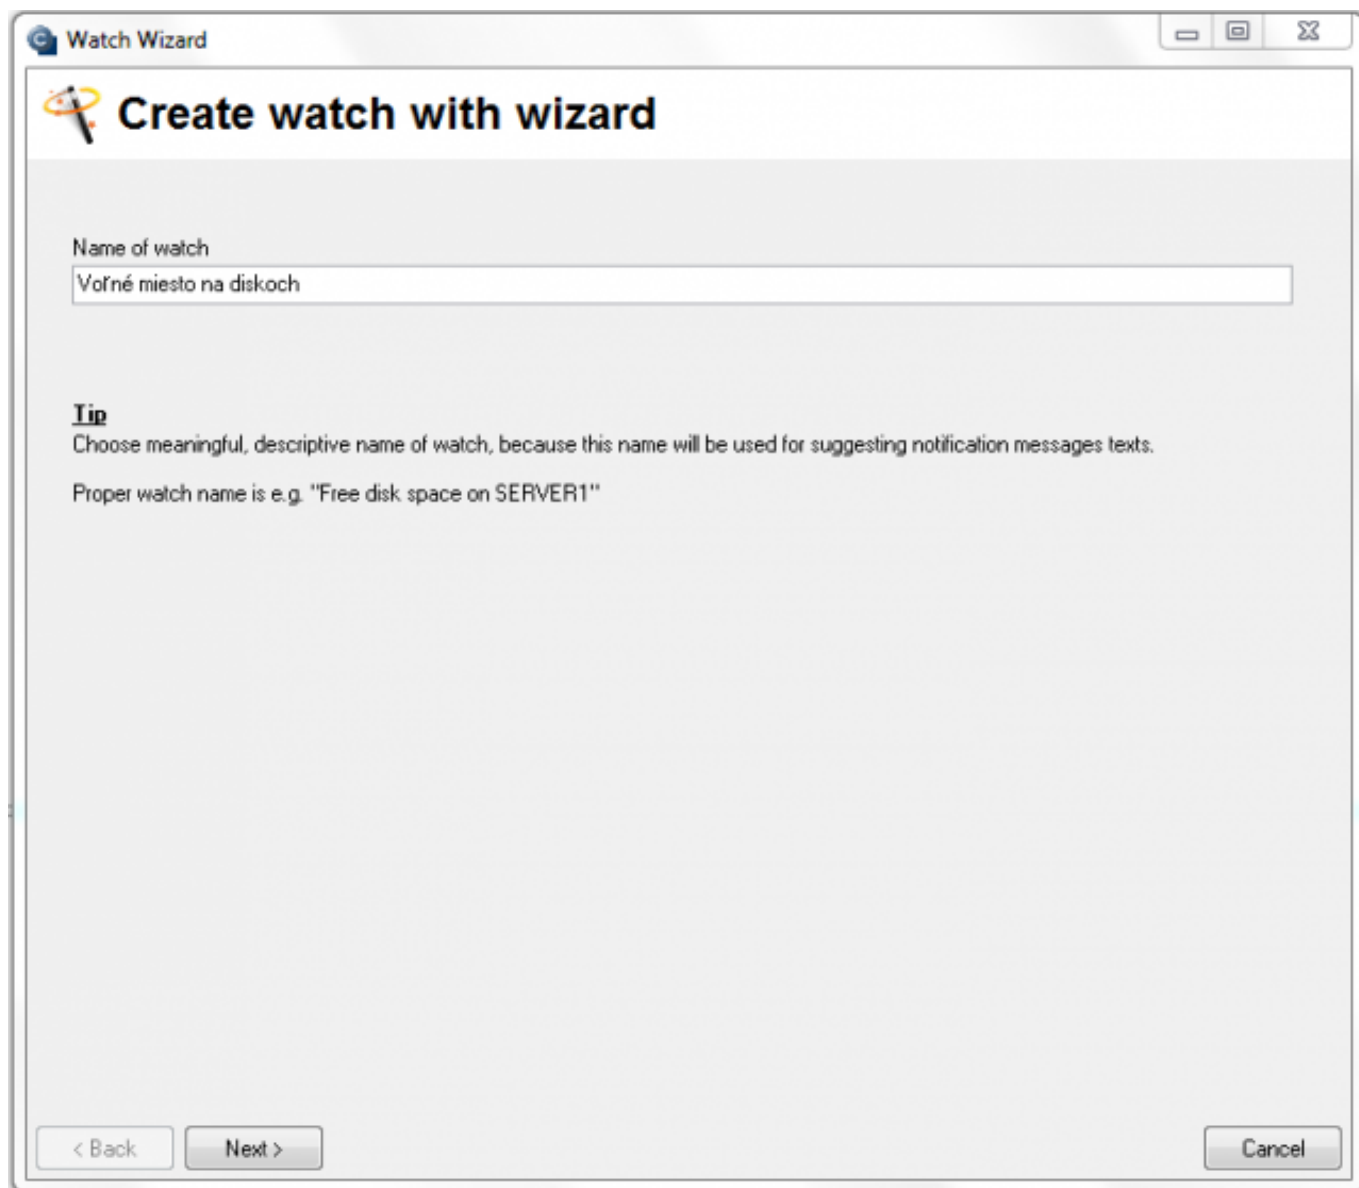 Watch Wizard
Create watch with wizard
Name of watch
Voľné miesto na diskoch
Tip
Choose meaningful, descriptive name of watch, because this name will be used for suggesting notification messages texts.
Proper watch name is e.g. "Free disk space on SERVER1"
< Back
Next >
Cancel